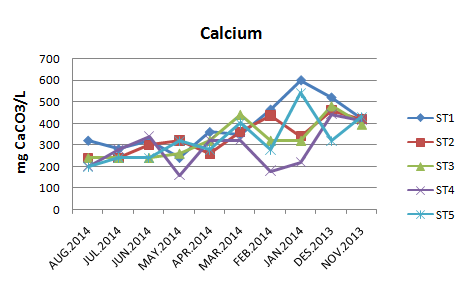 Calcium
mg CaCO3/L
700
600
500
400
300
200
100
0
AUG.2014
JUL.2014
JUN.2014
MAY.2014
APR.2014
MAR.2014
FEB.2014
JAN.2014
DES.2013
NOV.2013
ST1
ST2
ST3
ST4
ST5